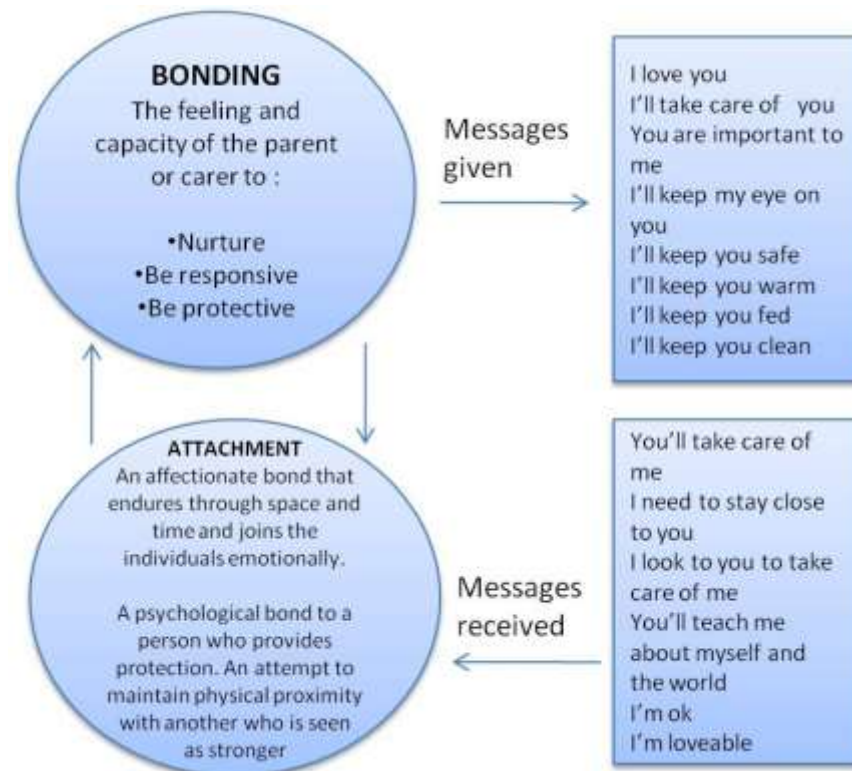 BONDING
The feeling and
capacity of the parent
or carer to :
•Nurture
•Be responsive
•Be protective
Messages
given
I love you
I'll take care of you
You are important to
me
I'll keep my eye on
you
I'll keep you safe
I'll keep you warm
I'll keep you fed
I'll keep you clean
ATTACHMENT
An affectionate bond that
endures through space and
time and joins the
individuals emotionally.
A psychological bond to a
person who provides
protection. An attempt to
maintain physical proximity
with another who is seen
as stronger
Messages
received
You'll take care of
me
I need to stay close
to you
I look to you to take
care of me
You'll teach me
about myself and
the world
I'm ok
I'm loveable